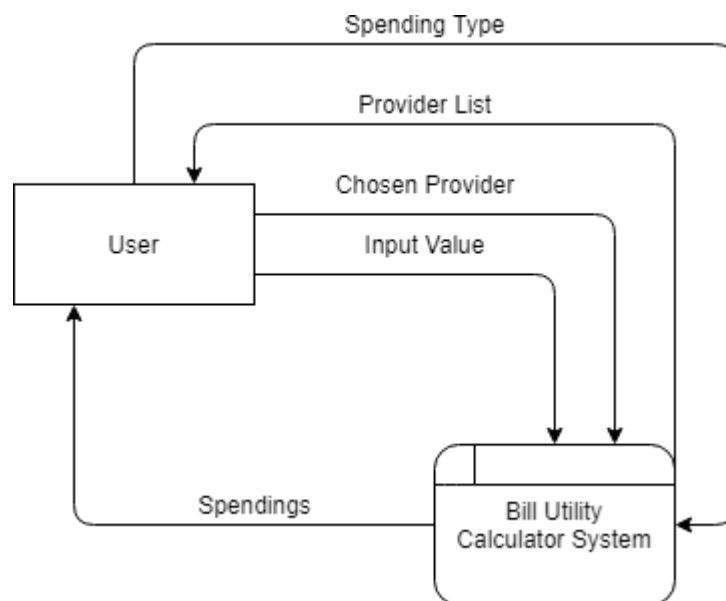 Spending Type
Provider List
Chosen Provider
User
Input Value
Spendings
Bill Utility
Calculator System